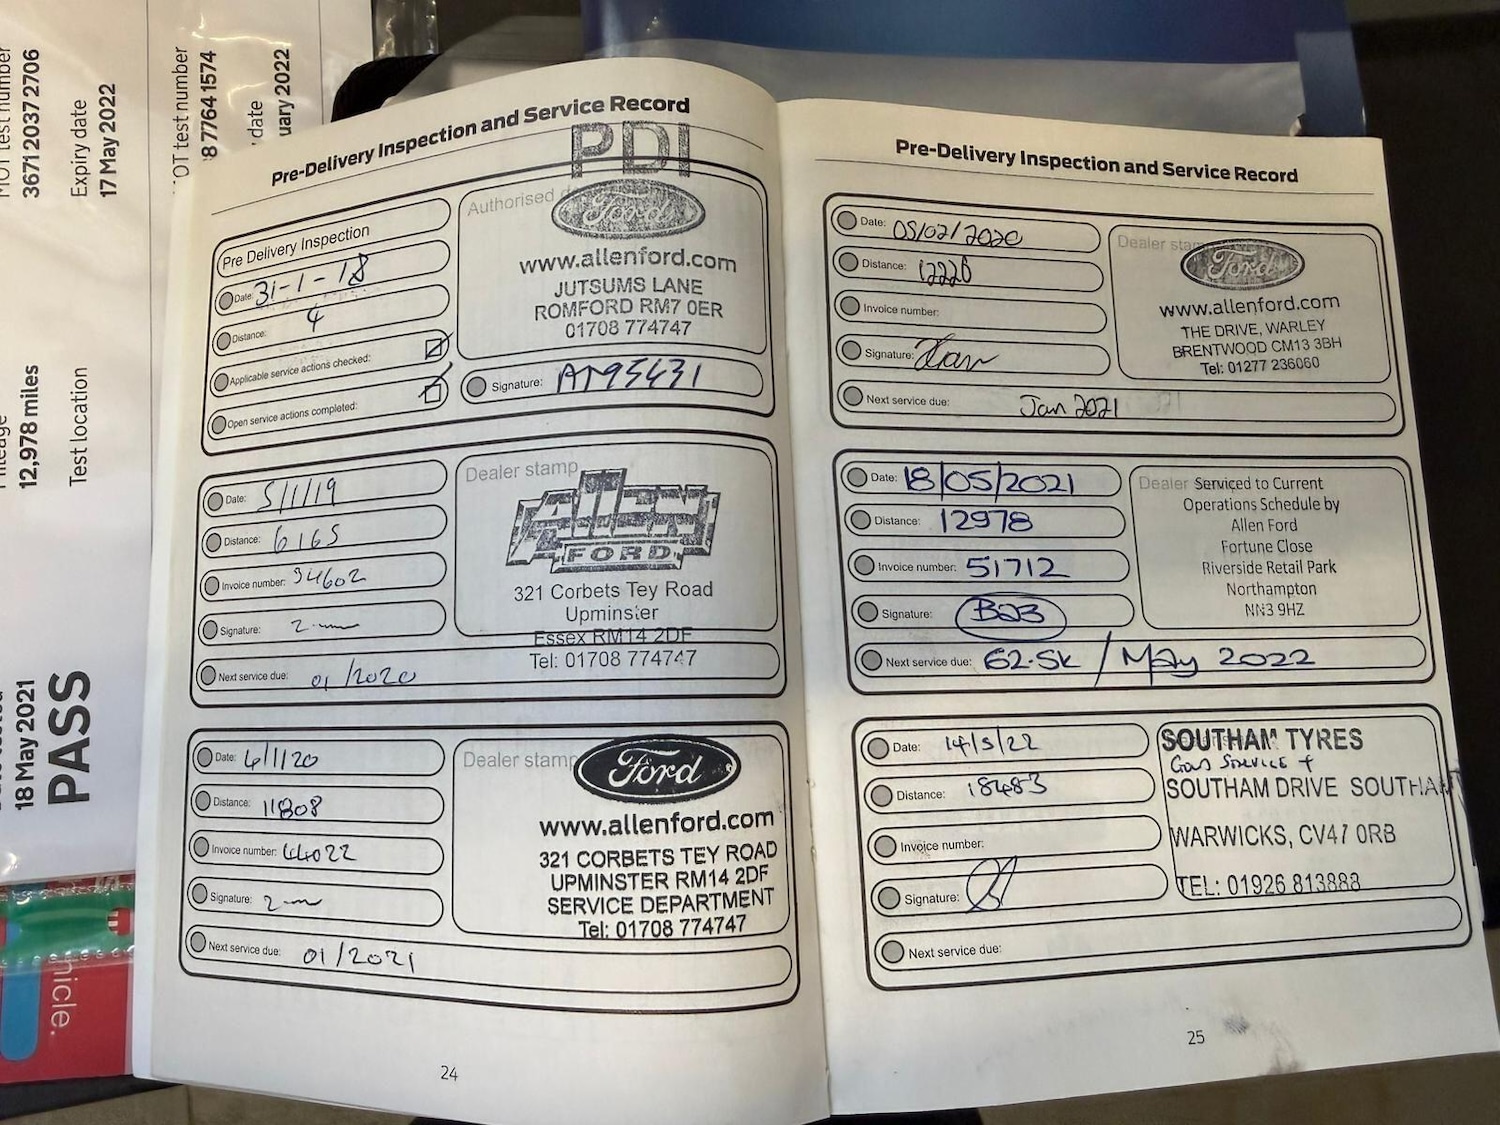 MOT test number
3671 2037 2706
Expiry date
17 May 2022
Mileage
12,978 miles
Test location
18 May 2021
PASS
OT test number
8 7764 1574
date
uary 2022
hicle.
Pre-Delivery Inspection and Service Record
PDI
Pre Delivery Inspection
Date: 31-1-18
Distance: 4
Applicable service actions checked:
Open service actions completed:
Authorised
Ford
www.allenford.com
JUTSUMS LANE
ROMFORD RM7 0ER
01708 774747
Signature: AT95431
Date: 5/1/19
Distance: 6165
Invoice number: 34602
Signature:
Next service due: 01/2020
Dealer stamp
ALLEN
FORD
321 Corbets Tey Road
Upminster
Essex RM14 2DF
Tel: 01708 774747
Date: 6/1/20
Distance: 11808
Invoice number: 44022
Signature:
Next service due: 01/2021
Dealer stamp
Ford
www.allenford.com
321 CORBETS TEY ROAD
UPMINSTER RM14 2DF
SERVICE DEPARTMENT
Tel: 01708 774747
24
Pre-Delivery Inspection and Service Record
Date: 05/02/2020
Distance: 12226
Invoice number:
Signature:
Next service due: Jan 2021
Dealer stamp
Ford
www.allenford.com
THE DRIVE, WARLEY
BRENTWOOD CM13 3BH
Tel: 01277 236060
Date: 18/05/2021
Distance: 12978
Invoice number: 51712
Signature: B03
Next service due: 62.5k / May 2022
Dealer
Serviced to Current
Operations Schedule by
Allen Ford
Fortune Close
Riverside Retail Park
Northampton
NN3 9HZ
Date: 14/5/22
Distance: 18483
Invoice number:
Signature:
Next service due:
SOUTHAM TYRES
SERVICE +
SOUTHAM DRIVE SOUTHAM
WARWICKS, CV47 0RB
TEL: 01926 813888
25